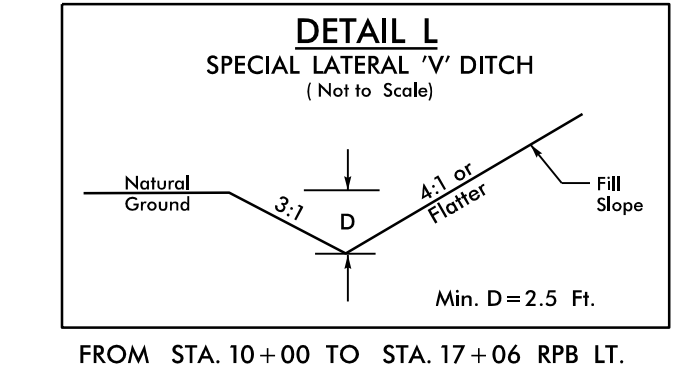 DETAIL L
SPECIAL LATERAL 'V' DITCH
( Not to Scale)
Natural
Ground
3:1
D
4:1 or
Flatter
Fill
Slope
Min. D=2.5 Ft.
FROM STA. 10+00 TO STA. 17+06 RPB LT.